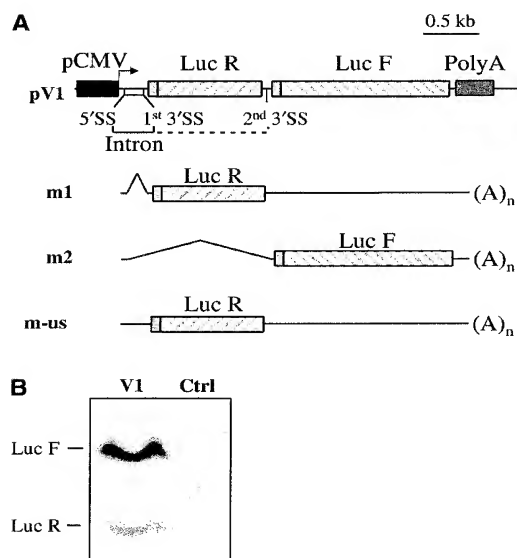 A
0.5 kb
pCMV
Luc R
Luc F
PolyA
pV1
5'SS
1st 3'SS
2nd 3'SS
Intron
m1
Luc R
(A)n
m2
Luc F
(A)n
m-us
Luc R
(A)n
B
V1
Ctrl
Luc F
Luc R